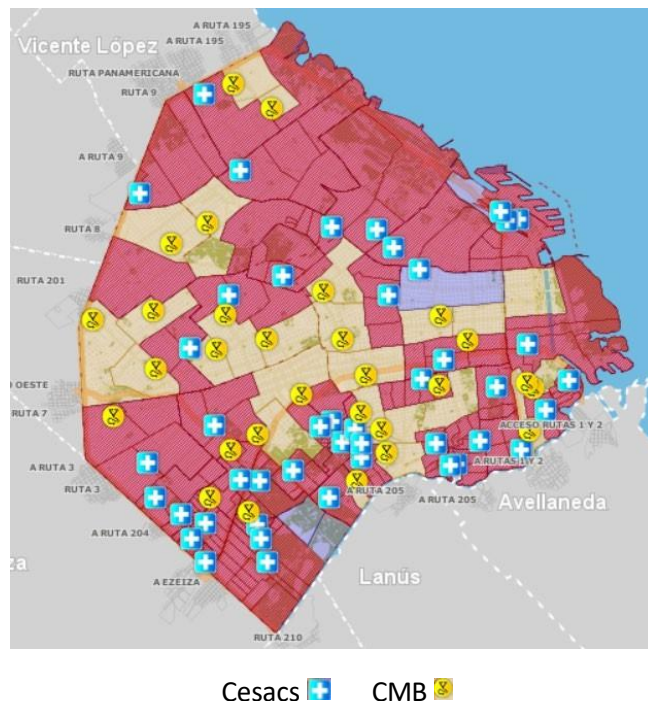 A RUTA 195
Vicente López
A RUTA 195
RUTA PANAMERICANA
RUTA 9
A RUTA 9
RUTA 8
RUTA 201
O OESTE
RUTA 7
ACCESO RUTAS 1 Y 2
A RUTA 3
A RUTAS 1 Y 2
RUTA 3
A RUTA 205
A RUTA 205
Avellaneda
A RUTA 204
za
A EZEIZA
Lanús
RUTA 210
Cesacs CMB